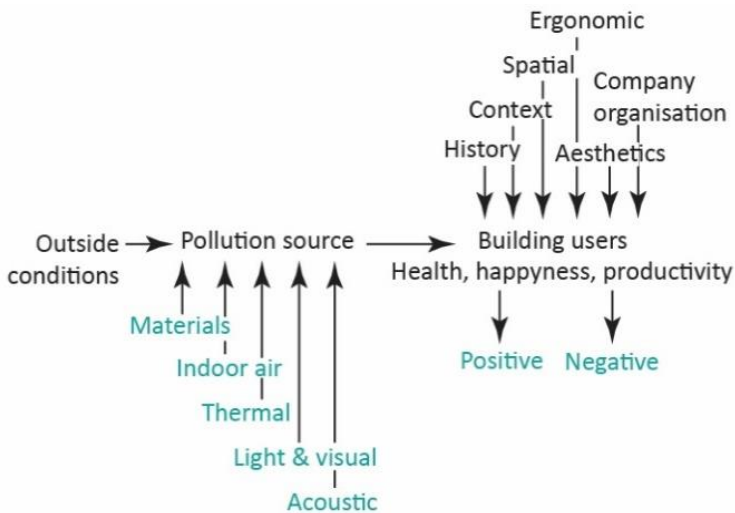 Ergonomic
Spatial
Company
organisation
Context
History
Aesthetics
Outside
conditions
Pollution source
Building users
Health, happyness, productivity
Materials
Indoor air
Thermal
Light & visual
Acoustic
Positive
Negative